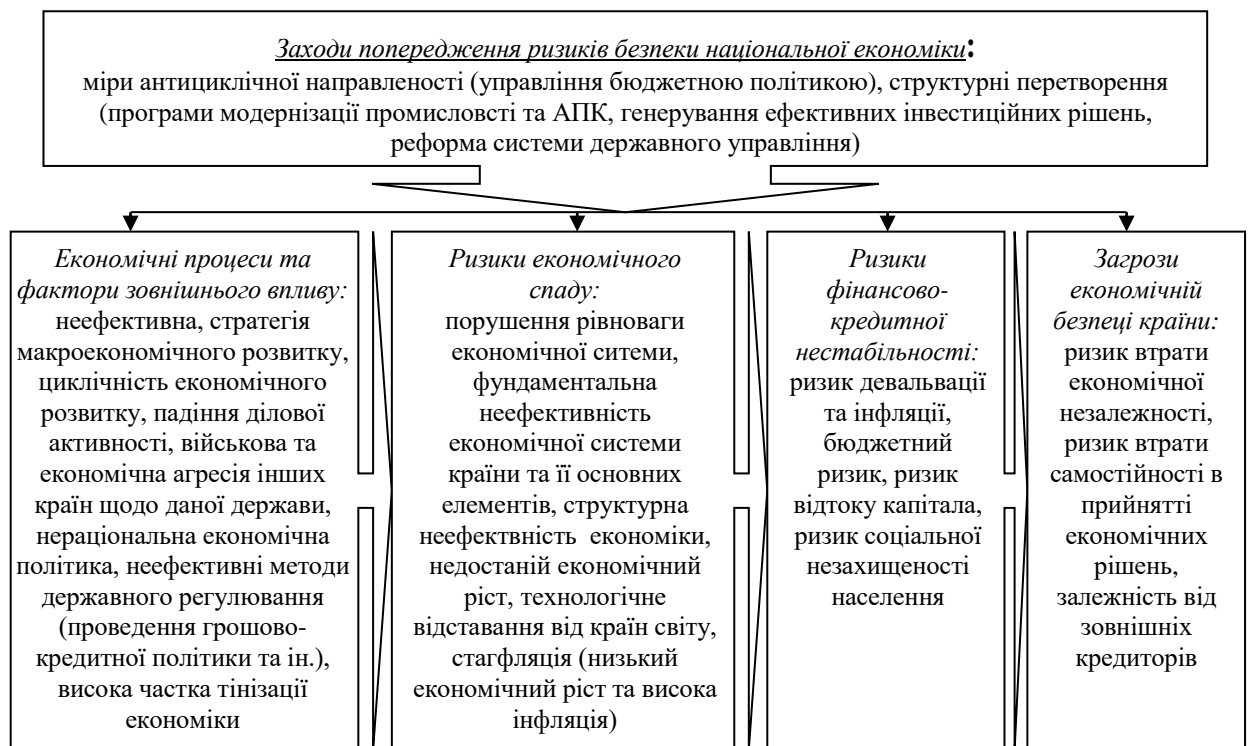 Заходи попередження ризиків безпеки національної економіки:
міри антициклічної направленості (управління бюджетною політикою), структурні перетворення
(програми модернізації промисловсті та АПК, генерування ефективних інвестиційних рішень,
реформа системи державного управління)
Економічні процеси та
фактори зовнішнього впливу:
неефективна, стратегія
макроекономічного розвитку,
циклічність економічного
розвитку, падіння ділової
активності, військова та
економічна агресія інших
країн щодо даної держави,
нераціональна економічна
політика, неефективні методи
державного регулювання
(проведення грошово-
кредитної політики та ін.),
висока частка тінізації
економіки
Ризики економічного
спаду:
порушення рівноваги
економічної ситеми,
фундаментальна
неефективність
економічної системи
країни та її основних
елементів, структурна
неефектвність економіки,
недостаній економічний
ріст, технологічне
відставання від країн світу,
стагфляція (низький
економічний ріст та висока
інфляція)
Ризики
фінансово-
кредитної
нестабільності:
ризик девальвації
та інфляції,
бюджетний
ризик, ризик
відтоку капітала,
ризик соціальної
незахищеності
населення
Загрози
економічній
безпеці країни:
ризик втрати
економічної
незалежності,
ризик втрати
самостійності в
прийнятті
економічних
рішень,
залежність від
зовнішніх
кредиторів